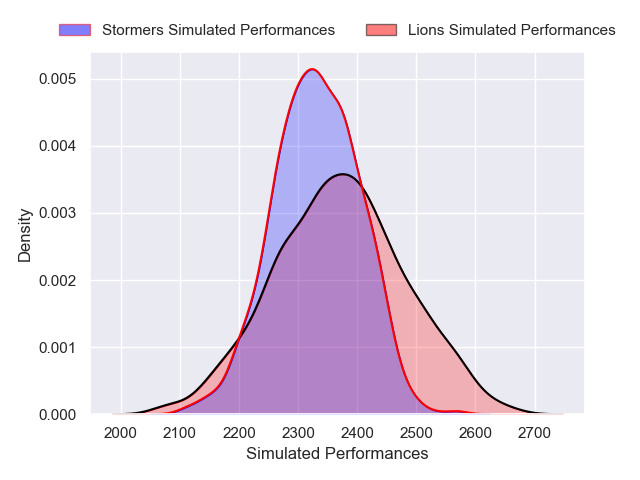 Stormers Simulated Performances Lions Simulated Performances
0.005
0.004
0.003
0.002
0.001
0.000
Density
2000 2100 2200 2300 2400 2500 2600 2700
Simulated Performances